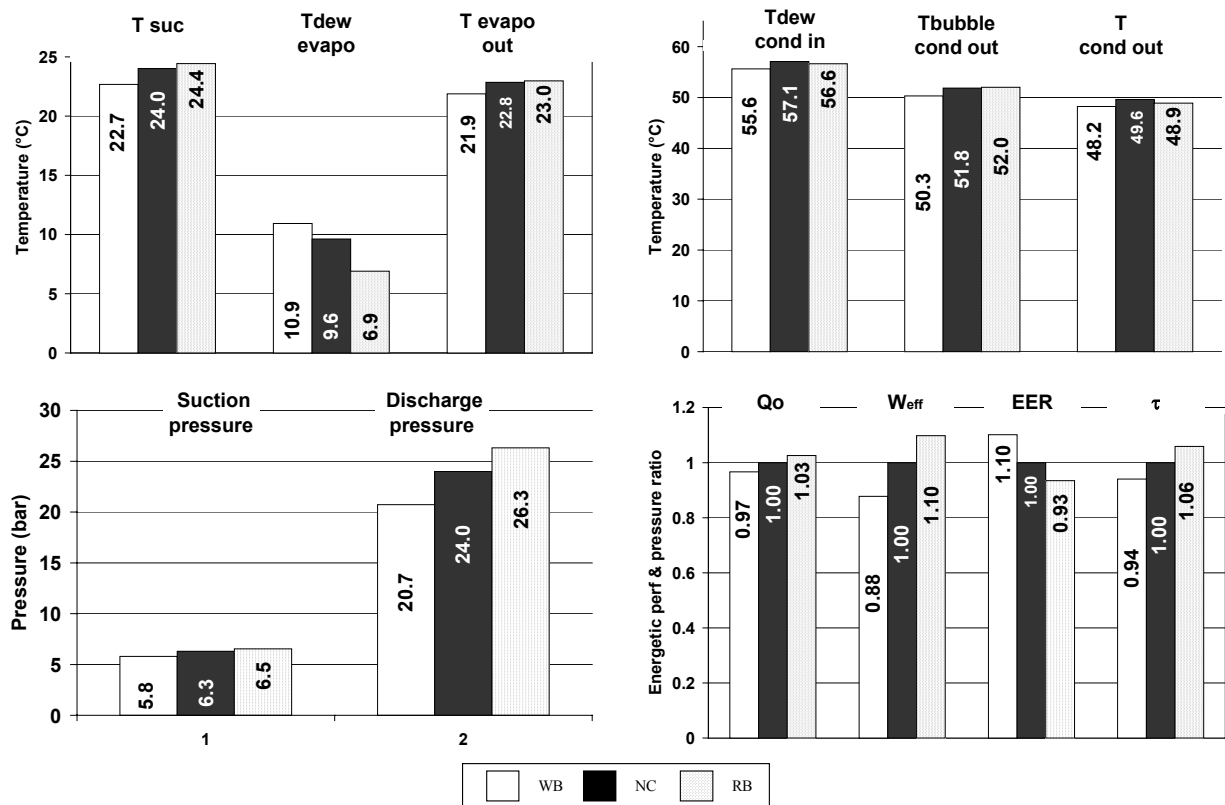 T suc
Tdew
evapo
T evapo
out
Temperature (°C)
25
20
15
10
5
0
22.7
24.0
24.4
10.9
9.6
6.9
21.9
22.8
23.0
Tdew
cond in
Tbubble
cond out
T
cond out
Temperature (°C)
60
50
40
30
20
10
0
55.6
57.1
56.6
50.3
51.8
52.0
48.2
49.6
48.9
Suction
pressure
Discharge
pressure
Pressure (bar)
30
25
20
15
10
5
0
5.8
6.3
6.5
20.7
24.0
26.3
1
2
Qo
Weff
EER
τ
Energetic perf & pressure ratio
1.2
1
0.8
0.6
0.4
0.2
0
0.97
1.00
1.03
0.88
1.00
1.10
1.10
1.00
0.93
0.94
1.00
1.06
WB NC RB